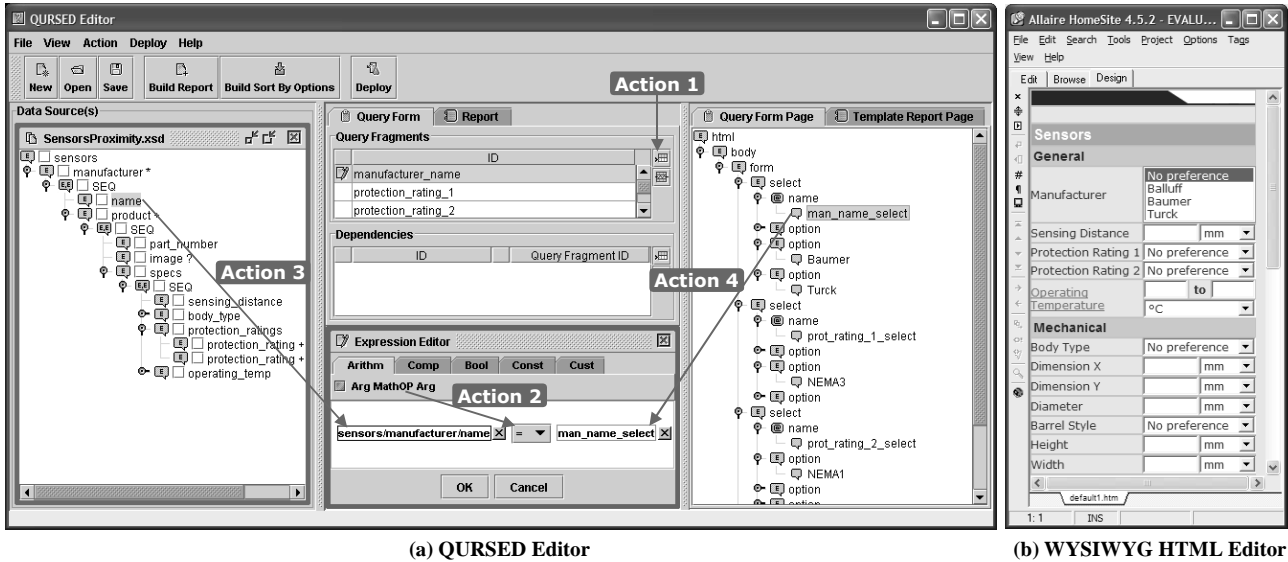 QURSED Editor
File View Action Deploy Help
New Open Save Build Report Build Sort By Options Deploy
Action 1
Data Source(s)
SensorsProximity.xsd
sensors
manufacturer *
SEQ
name
product *
SEQ
part_number
image ?
specs
SEQ
sensing_distance
body_type
protection_ratings
protection_rating +
protection_rating +
operating_temp
Action 3
Query Form Report
Query Fragments
ID
manufacturer_name
protection_rating_1
protection_rating_2
Dependencies
ID Query Fragment ID
Action 4
Expression Editor
Arithm Comp Bool Const Cust
Arg MathOP Arg
Action 2
sensors/manufacturer/name = man_name_select
OK Cancel
Query Form Page Template Report Page
html
body
form
select
name
man_name_select
option
option
Baumer
option
Turck
select
name
prot_rating_1_select
option
option
NEMA3
option
select
name
prot_rating_2_select
option
NEMA1
option
option
(a) QURSED Editor
Allaire HomeSite 4.5.2 - EVALU...
File Edit Search Tools Project Options Tags
View Help
Edit Browse Design
Sensors
General
Manufacturer
No preference
Balluff
Baumer
Turck
Sensing Distance mm
Protection Rating 1 No preference
Protection Rating 2 No preference
Operating Temperature to
°C
Mechanical
Body Type No preference
Dimension X mm
Dimension Y mm
Diameter mm
Barrel Style No preference
Height mm
Width mm
default1.htm
1: 1 INS
(b) WYSIWYG HTML Editor